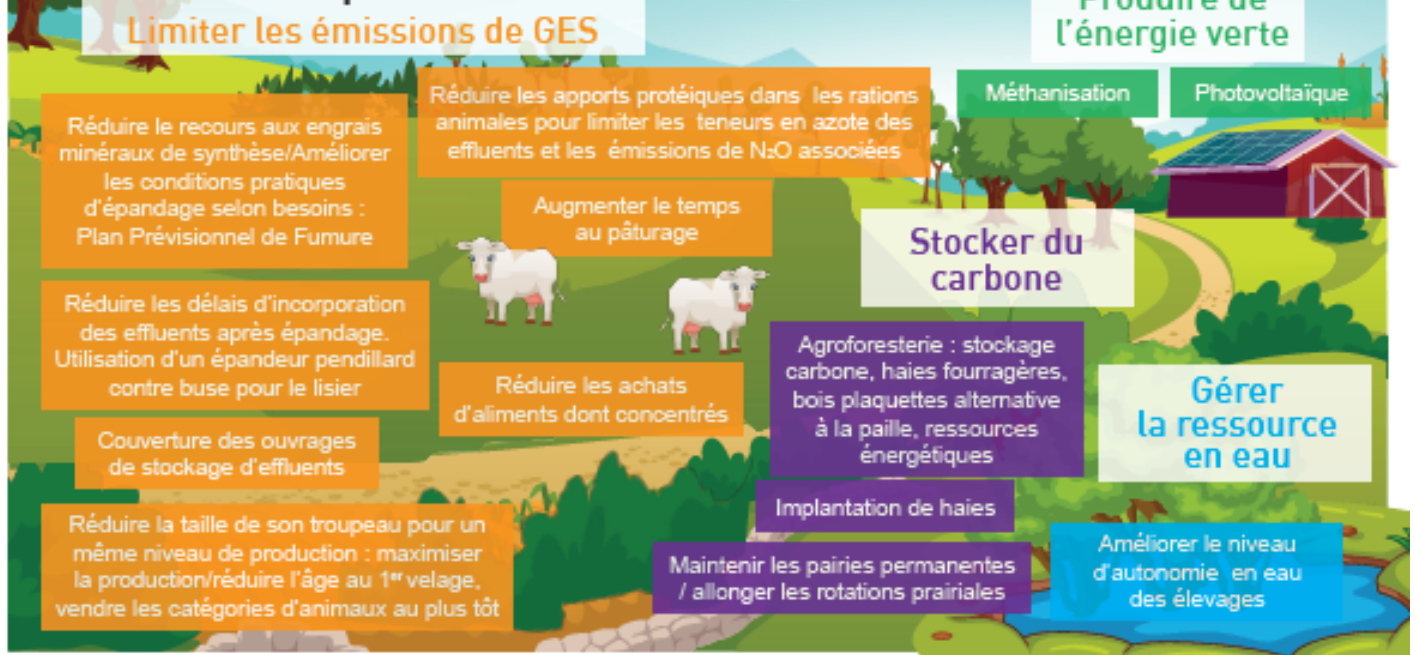 Limiter les émissions de GES
Produire de
l'énergie verte
Méthanisation
Photovoltaïque
Réduire les apports protéiques dans les rations
animales pour limiter les teneurs en azote des
effluents et les émissions de N₂O associées
Réduire le recours aux engrais
minéraux de synthèse/Améliorer
les conditions pratiques
d'épandage selon besoins :
Plan Prévisionnel de Fumure
Augmenter le temps
au pâturage
Stocker du
carbone
Réduire les délais d'incorporation
des effluents après épandage.
Utilisation d'un épandeur pendillard
contre buse pour le lisier
Réduire les achats
d'aliments dont concentrés
Agroforesterie : stockage
carbone, haies fourragères,
bois plaquettes alternative
à la paille, ressources
énergétiques
Gérer
la ressource
en eau
Couverture des ouvrages
de stockage d'effluents
Implantation de haies
Réduire la taille de son troupeau pour un
même niveau de production : maximiser
la production/réduire l'âge au 1er velage,
vendre les catégories d'animaux au plus tôt
Maintenir les pairies permanentes
/ allonger les rotations prairiales
Améliorer le niveau
d'autonomie en eau
des élevages